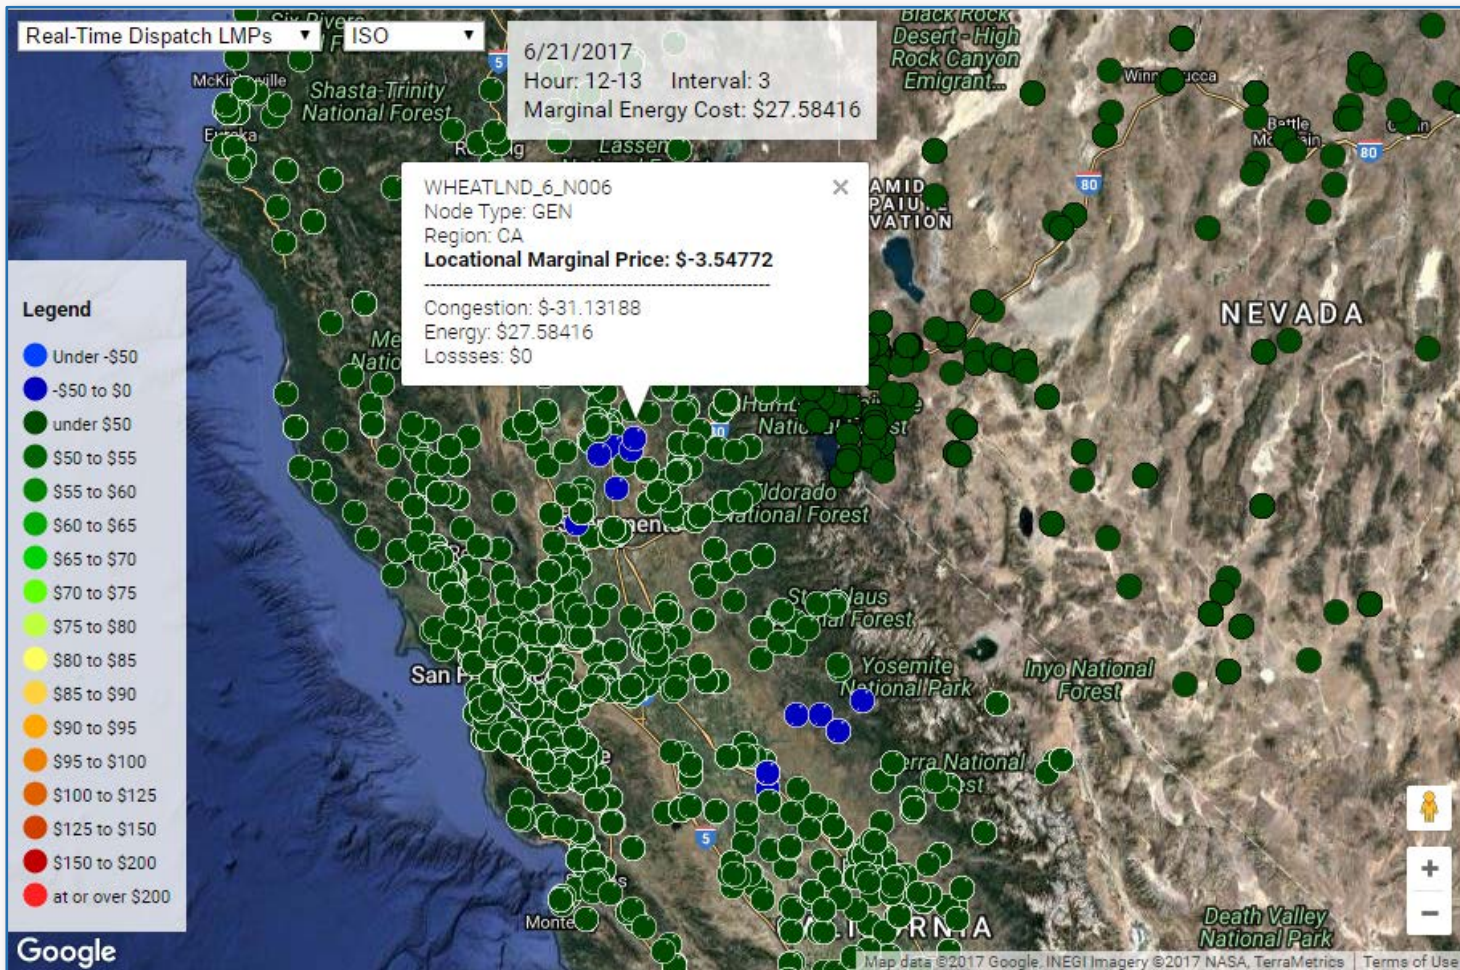 Real-Time Dispatch LMPs
ISO
6/21/2017
Hour: 12-13 Interval: 3
Marginal Energy Cost: $27.58416
WHEATLND_6_N006
Node Type: GEN
Region: CA
Locational Marginal Price: $-3.54772
Congestion: $-31.13188
Energy: $27.58416
Lossses: $0
Legend
Under -$50
-$50 to $0
under $50
$50 to $55
$55 to $60
$60 to $65
$65 to $70
$70 to $75
$75 to $80
$80 to $85
$85 to $90
$90 to $95
$95 to $100
$100 to $125
$125 to $150
$150 to $200
at or over $200
Shasta-Trinity
National Forest
Black Rock
Desert - High
Rock Canyon
Emigrant...
5
80
80
NEVADA
National Forest
Yosemite
National Park
Inyo National
Forest
5
Death Valley
National Park
Google
Map data ©2017 Google, INEGI Imagery ©2017 NASA, TerraMetrics
Terms of Use